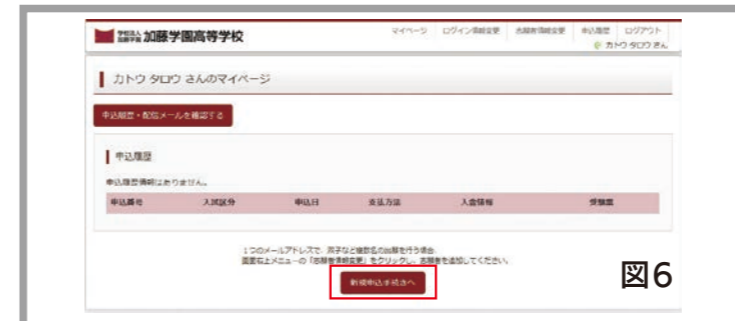 学校法人 加藤学園 加藤学園高等学校
マイページ ログイン情報変更 志願者情報変更 申込履歴 ログアウト
カトウ タロウ さん
カトウ タロウ さんのマイページ
申込履歴・配信メールを確認する
申込履歴
申込履歴情報はありません。
申込番号 入試区分 申込日 支払方法 入金情報 受験票
1つのメールアドレスで、双子など複数名の出願を行う場合、
画面右上メニューの「志願者情報変更」をクリックし、志願者を追加してください。
新規申込手続きへ
図6